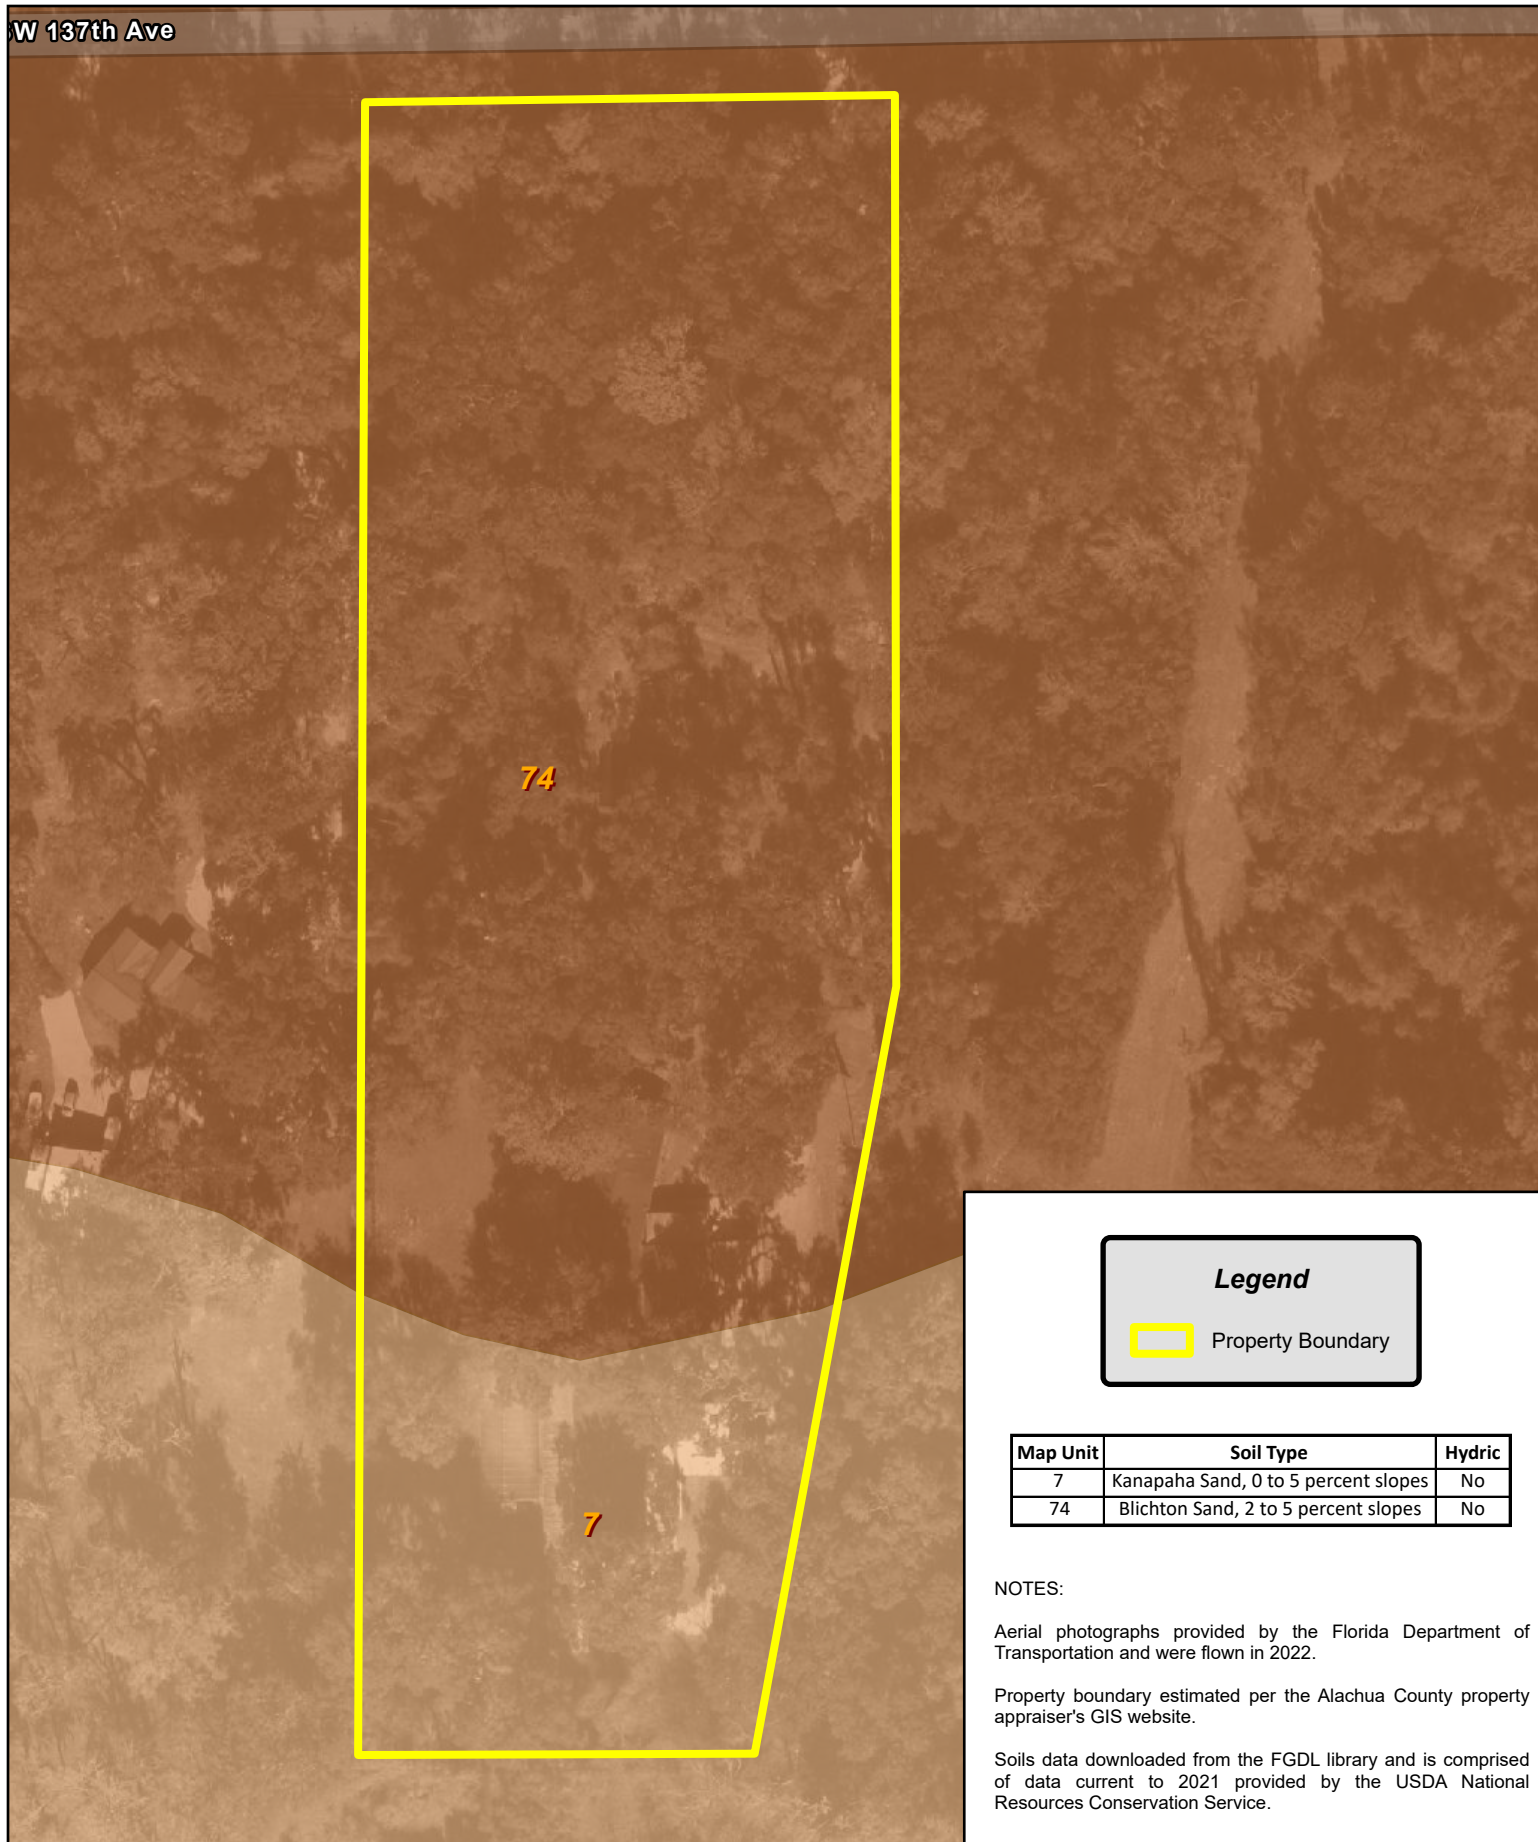 W 137th Ave
74
7
Legend
Property Boundary
Map Unit Soil Type Hydric
7 Kanapaha Sand, 0 to 5 percent slopes No
74 Blichton Sand, 2 to 5 percent slopes No
NOTES:
Aerial photographs provided by the Florida Department of
Transportation and were flown in 2022.
Property boundary estimated per the Alachua County property
appraiser's GIS website.
Soils data downloaded from the FGDL library and is comprised
of data current to 2021 provided by the USDA National
Resources Conservation Service.